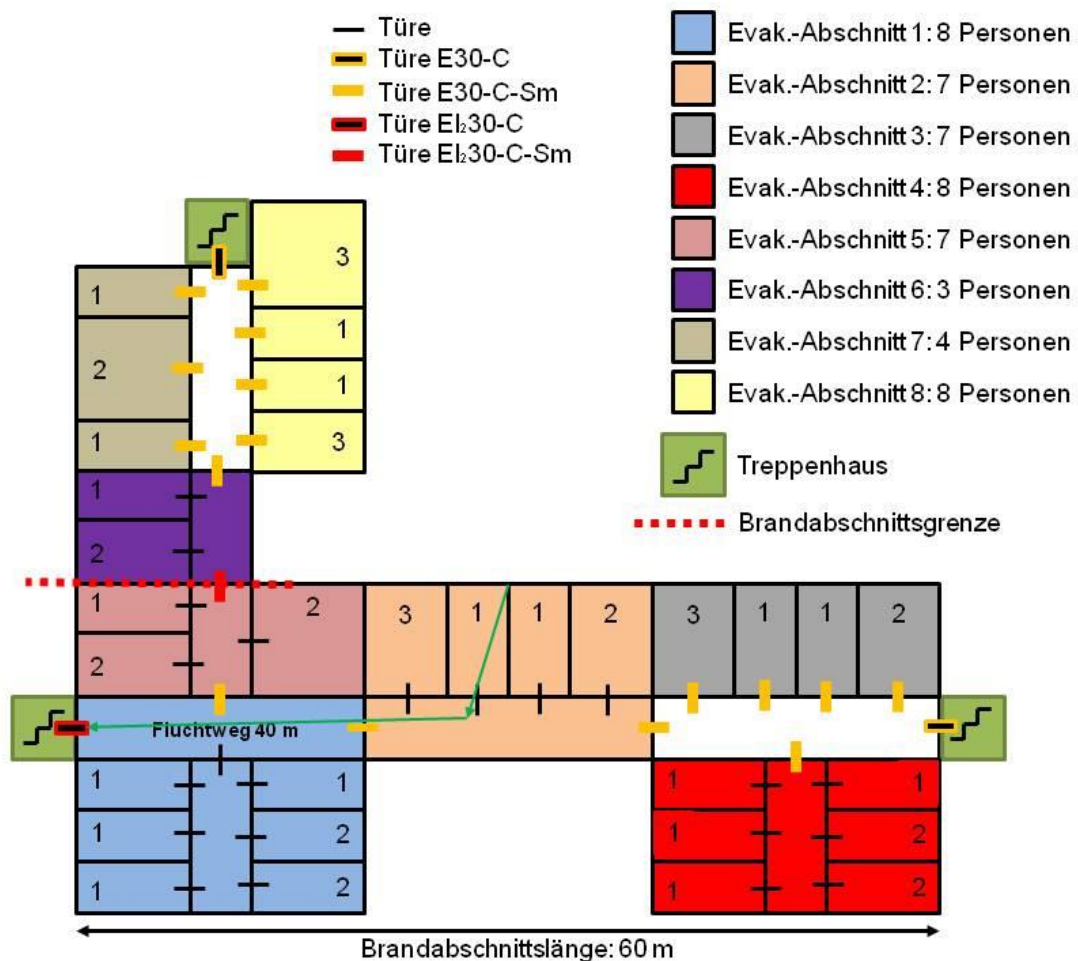 Türe
Türe E30-C
Türe E30-C-Sm
Türe EI₂30-C
Türe EI₂30-C-Sm
Evak.-Abschnitt 1: 8 Personen
Evak.-Abschnitt 2: 7 Personen
Evak.-Abschnitt 3: 7 Personen
Evak.-Abschnitt 4: 8 Personen
Evak.-Abschnitt 5: 7 Personen
Evak.-Abschnitt 6: 3 Personen
Evak.-Abschnitt 7: 4 Personen
Evak.-Abschnitt 8: 8 Personen
Treppenhaus
Brandabschnittsgrenze
3
1
1
2
1
1
3
1
2
1
2
1
2
3 1 1 2
3 1 1 2
Fluchtweg 40 m
1 1
1 2
1 2
1 1
1 2
1 2
Brandabschnittslänge: 60 m